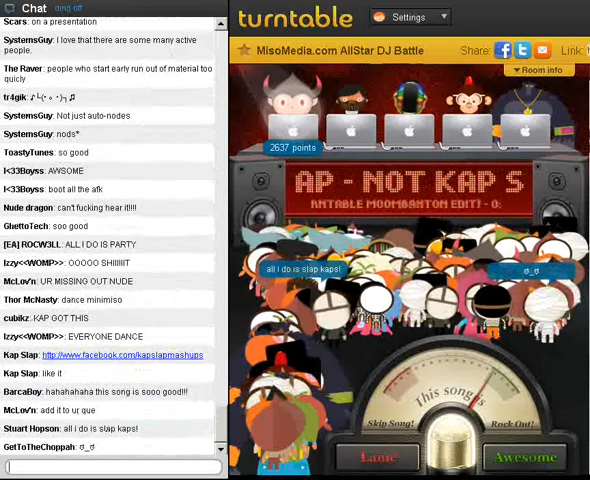 Chat
ding off
Scars: on a presentation
SystemsGuy: I love that there are some many active
people.
The Raver: people who start early run out of material too
quicly
tr4gik:
SystemsGuy: Not just auto-nodes
SystemsGuy: nods*
ToastyTunes: so good
I<33Boyss: AWSOME
I<33Boyss: boot all the afk
Nude dragon: can't fucking hear it!!!!
GhettoTech: soo good
[EA] ROCW3LL: ALL I DO IS PARTY
Izzy<<WOMP>>: OOOOO SHIIIIIIT
McLov'n: UR MISSING OUT NUDE
Thor McNasty: dance minimiso
cubikz: KAP GOT THIS
Izzy<<WOMP>>: EVERYONE DANCE
Kap Slap: http://www.facebook.com/kapslapmashups
Kap Slap: like it
BarcaBoy: hahahahaha this song is sooo good!!!
McLov'n: add it to ur que
Stuart Hopson: all i do is slap kaps!
GetToTheChoppah: ಠ_ಠ
turntable
Settings
MisoMedia.com AllStar DJ Battle
Share:
Link:
Room info
2637 points
AP - NOT KAP S
ANTABLE MOOMBAHTON EDIT) - 0:
all i do is slap kaps!
ಠ_ಠ
This song is
Skip Song!
Rock Out!
Lame
Awesome